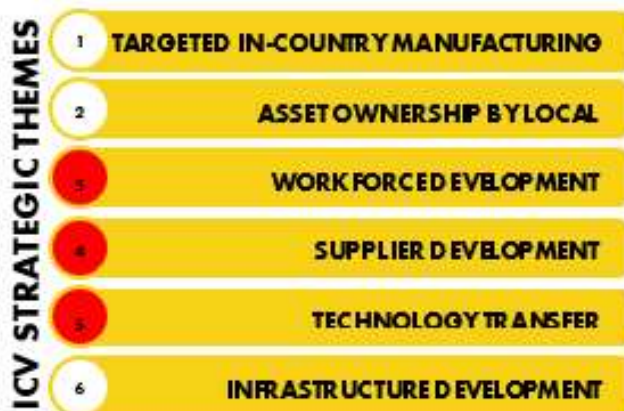 ICV STRATEGIC THEMES
1 TARGETED IN-COUNTRY MANUFACTURING
2 ASSET OWNERSHIP BY LOCAL
3 WORKFORCE DEVELOPMENT
4 SUPPLIER DEVELOPMENT
5 TECHNOLOGY TRANSFER
6 INFRASTRUCTURE DEVELOPMENT